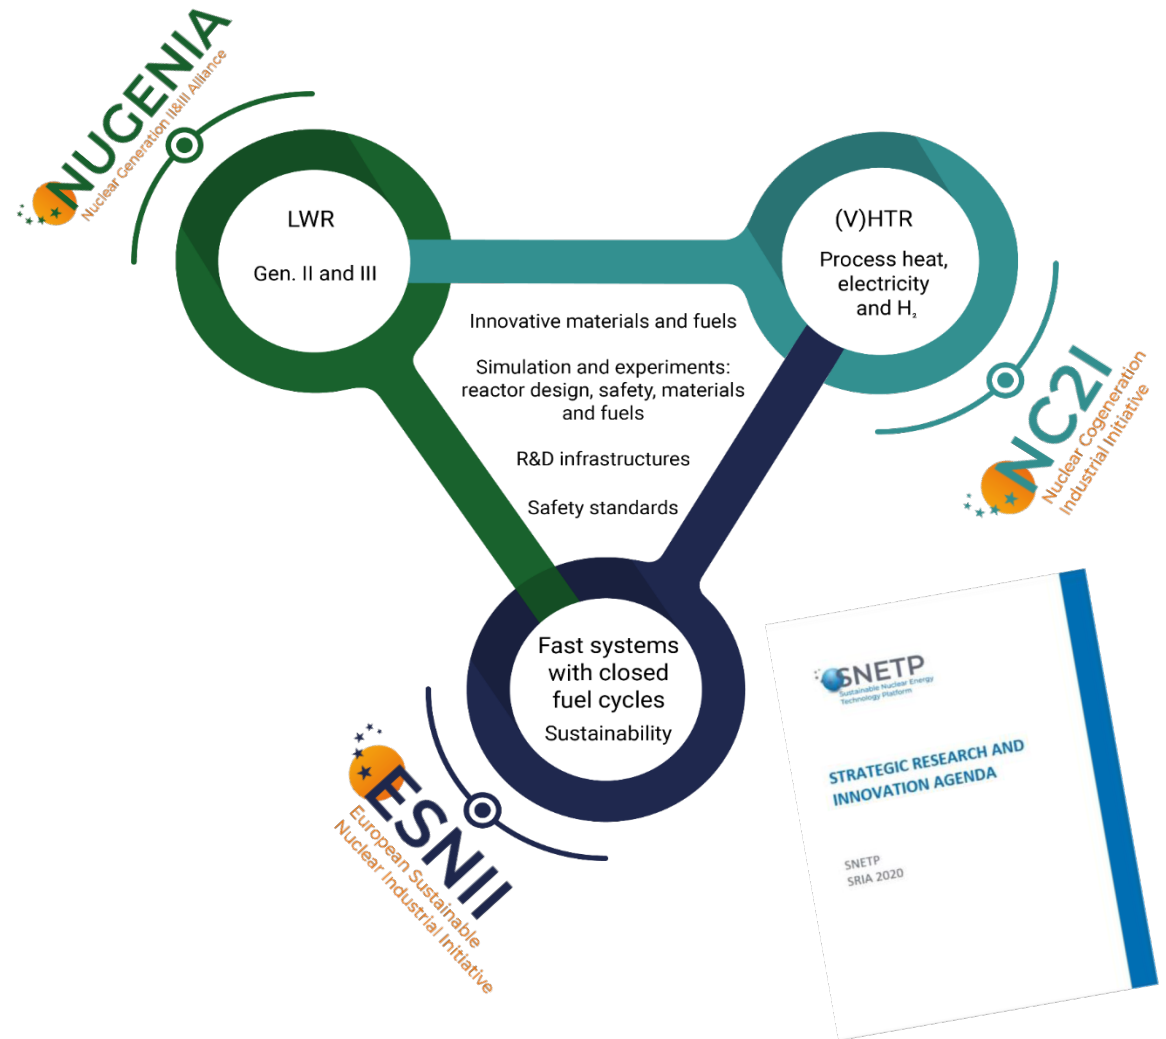 NUGENIA
Nuclear Generation II&III Alliance
LWR
Gen. II and III
(V)HTR
Process heat,
electricity
and H₂
Innovative materials and fuels
Simulation and experiments:
reactor design, safety, materials
and fuels
R&D infrastructures
Safety standards
NC2I
Nuclear Cogeneration
Industrial Initiative
Fast systems
with closed
fuel cycles
Sustainability
ESNII
European Sustainable
Nuclear Industrial Initiative
SNETP
Sustainable Nuclear Energy
Technology Platform
STRATEGIC RESEARCH AND
INNOVATION AGENDA
SNETP
SRIA 2020